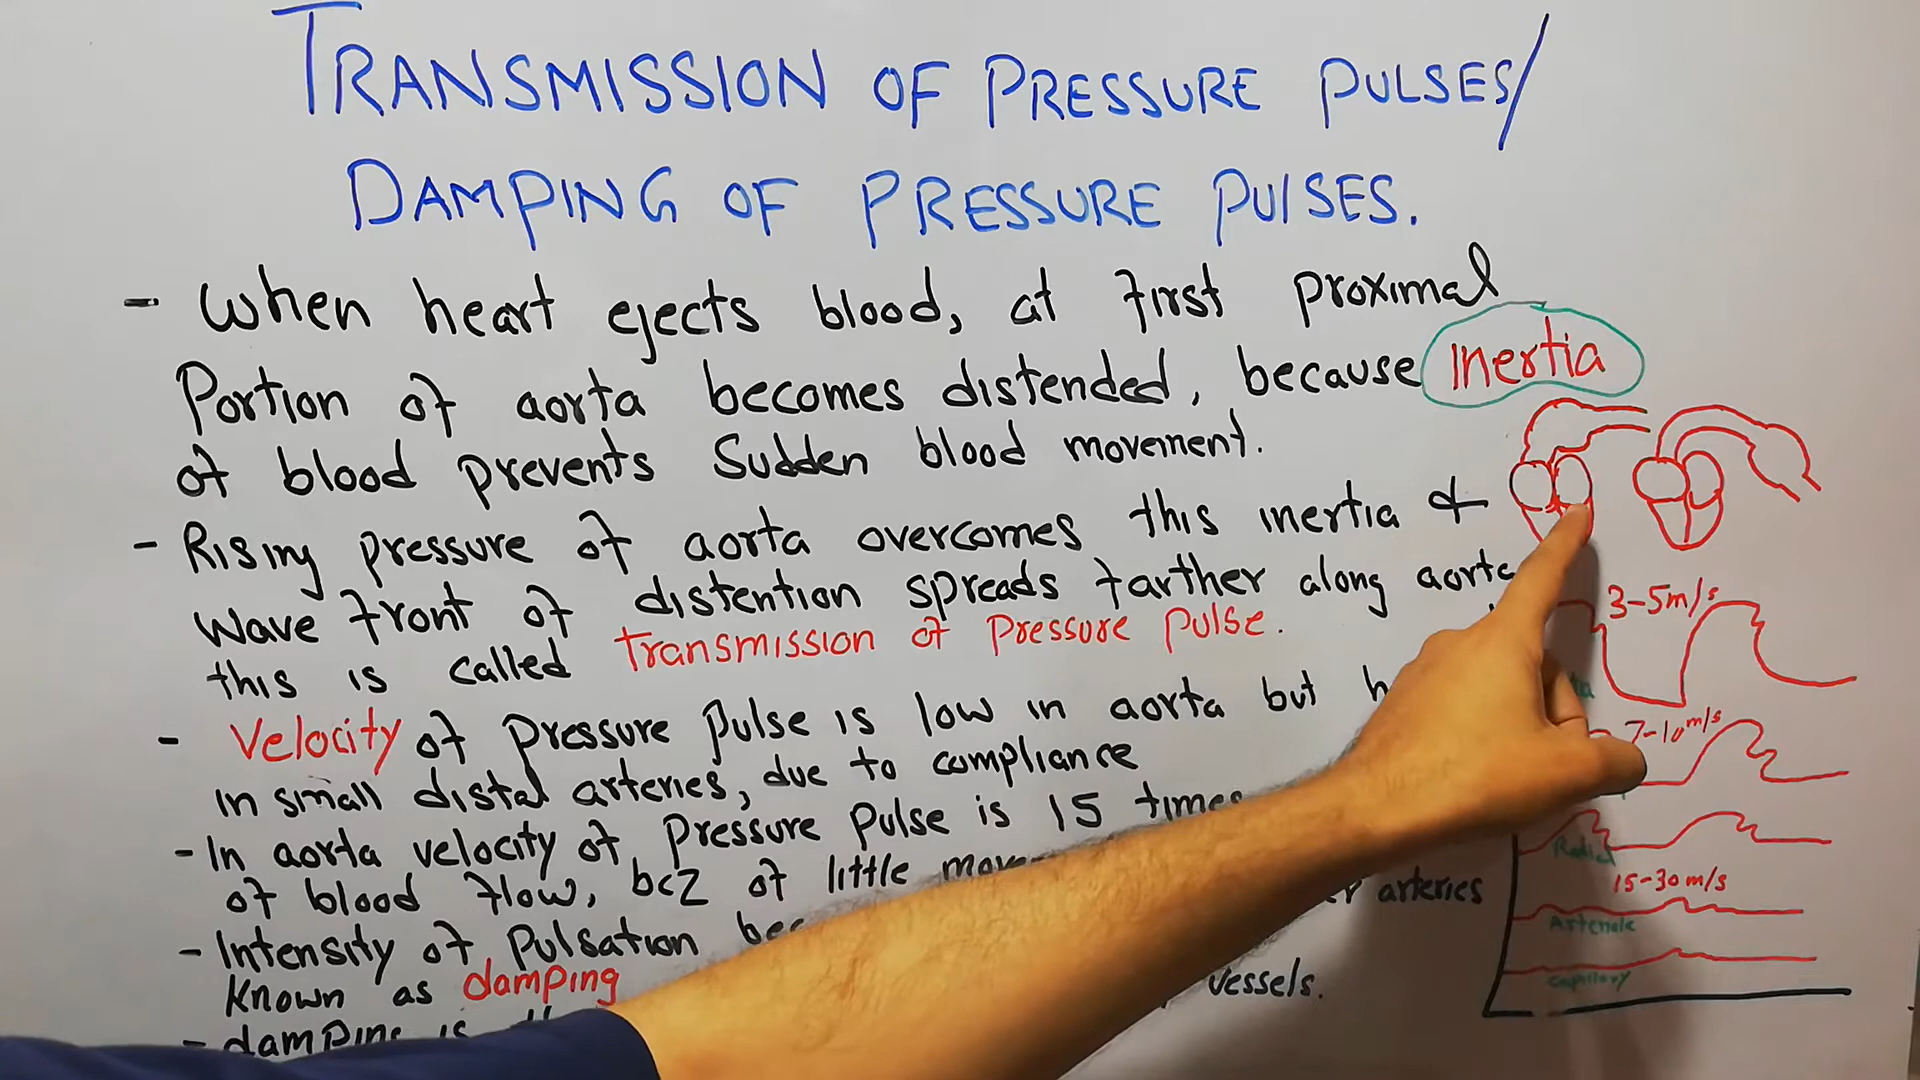 TRANSMISSION OF PRESSURE PULSES/
DAMPING OF PRESSURE PULSES.
- When heart ejects blood, at first proximal
Portion of aorta becomes distended, because Inertia
of blood prevents Sudden blood movement.
- Rising pressure of aorta overcomes this inertia &
wave front of distention spreads farther along aorta
this is called transmission of Pressure Pulse.
- Velocity of Pressure Pulse is low in aorta but
in small distal arteries, due to compliance
- In aorta velocity of Pressure Pulse is 15 times
of blood flow, bcz of little
arteries
- Intensity of Pulsation
known as damping
vessels.
- damping is
3-5m/s
7-10m/s
Radial
15-30m/s
Arteriole
Capillary